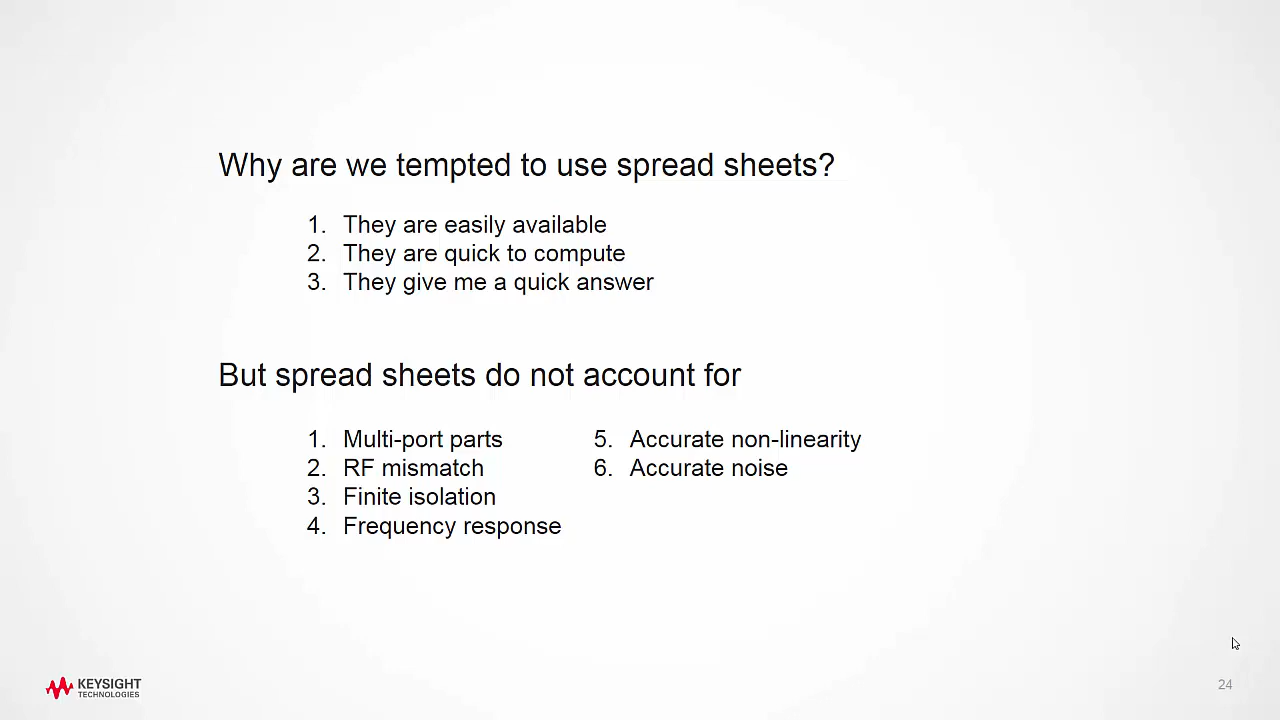 Why are we tempted to use spread sheets?
1. They are easily available
2. They are quick to compute
3. They give me a quick answer
But spread sheets do not account for
1. Multi-port parts
2. RF mismatch
3. Finite isolation
4. Frequency response
5. Accurate non-linearity
6. Accurate noise
KEYSIGHT
TECHNOLOGIES
24